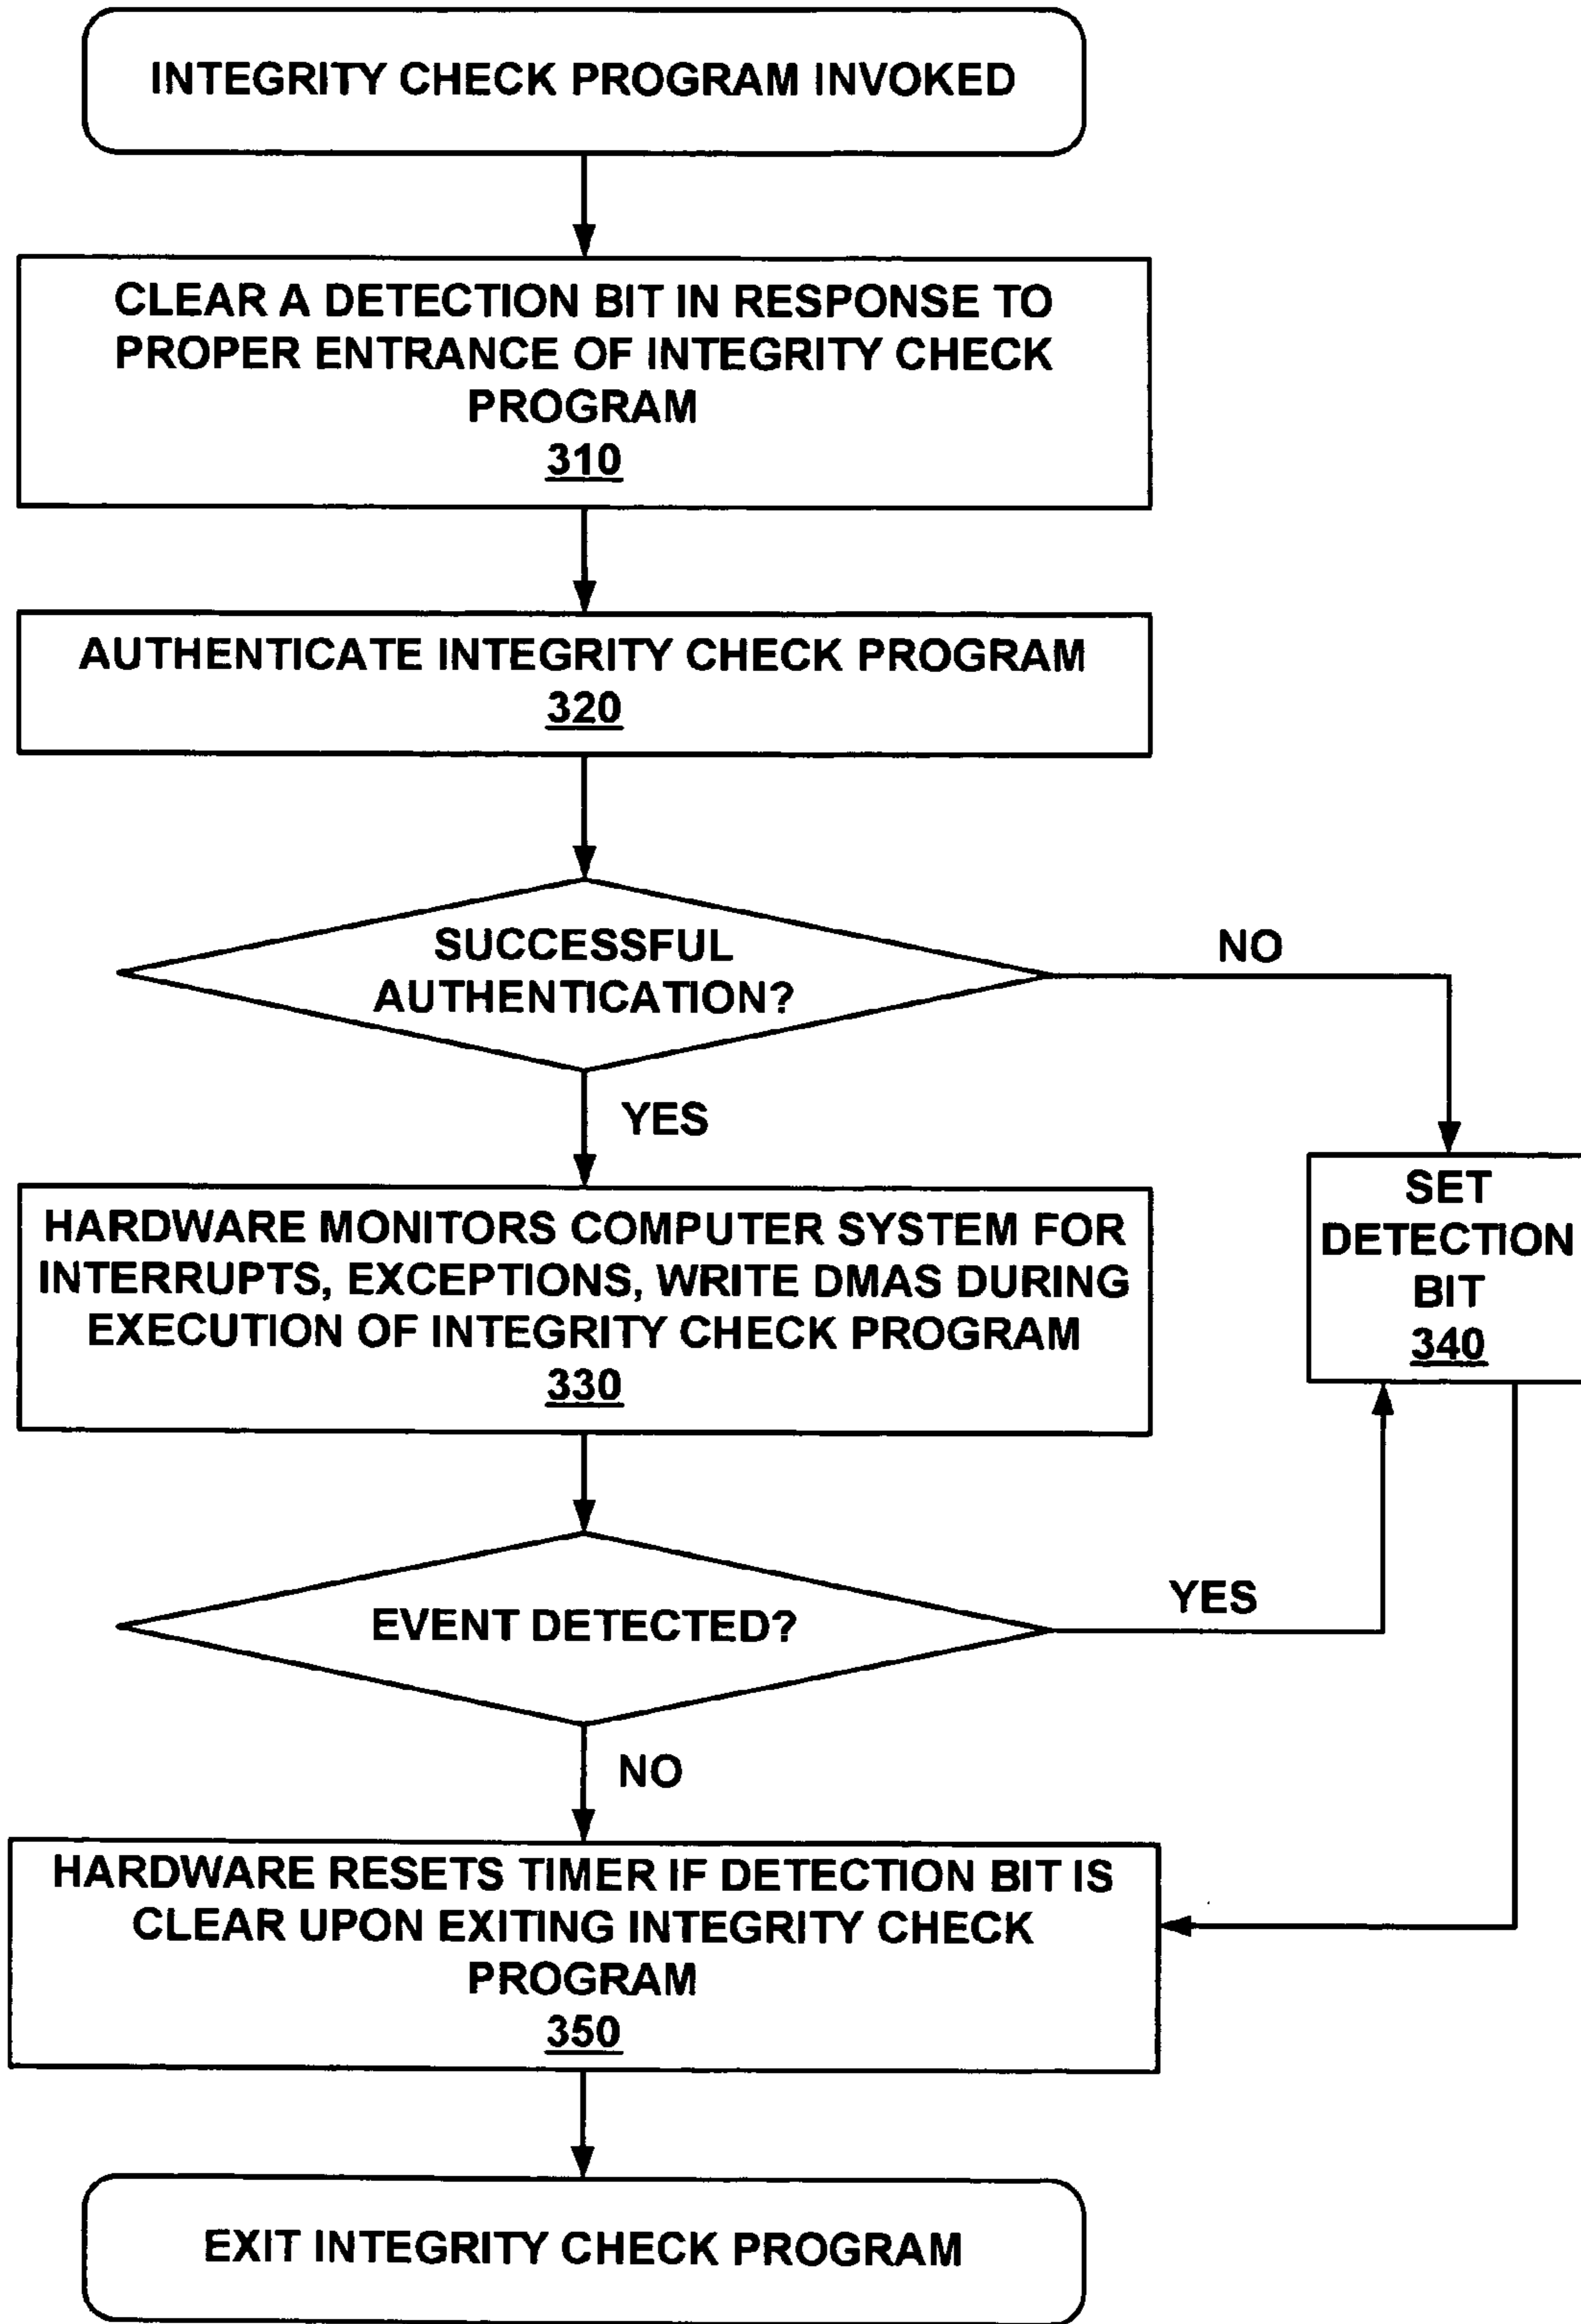 INTEGRITY CHECK PROGRAM INVOKED
CLEAR A DETECTION BIT IN RESPONSE TO
PROPER ENTRANCE OF INTEGRITY CHECK
PROGRAM
310
AUTHENTICATE INTEGRITY CHECK PROGRAM
320
SUCCESSFUL
AUTHENTICATION?
NO
YES
HARDWARE MONITORS COMPUTER SYSTEM FOR
INTERRUPTS, EXCEPTIONS, WRITE DMAS DURING
EXECUTION OF INTEGRITY CHECK PROGRAM
330
SET
DETECTION
BIT
340
EVENT DETECTED?
YES
NO
HARDWARE RESETS TIMER IF DETECTION BIT IS
CLEAR UPON EXITING INTEGRITY CHECK
PROGRAM
350
EXIT INTEGRITY CHECK PROGRAM